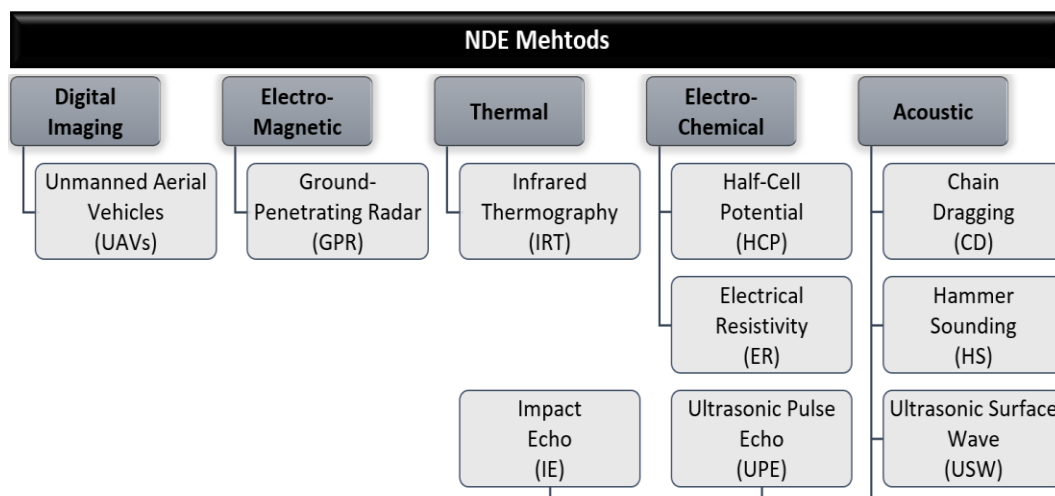 NDE Mehtods
Digital
Imaging
Electro-
Magnetic
Thermal
Electro-
Chemical
Acoustic
Unmanned Aerial
Vehicles
(UAVs)
Ground-
Penetrating Radar
(GPR)
Infrared
Thermography
(IRT)
Half-Cell
Potential
(HCP)
Chain
Dragging
(CD)
Electrical
Resistivity
(ER)
Hammer
Sounding
(HS)
Impact
Echo
(IE)
Ultrasonic Pulse
Echo
(UPE)
Ultrasonic Surface
Wave
(USW)